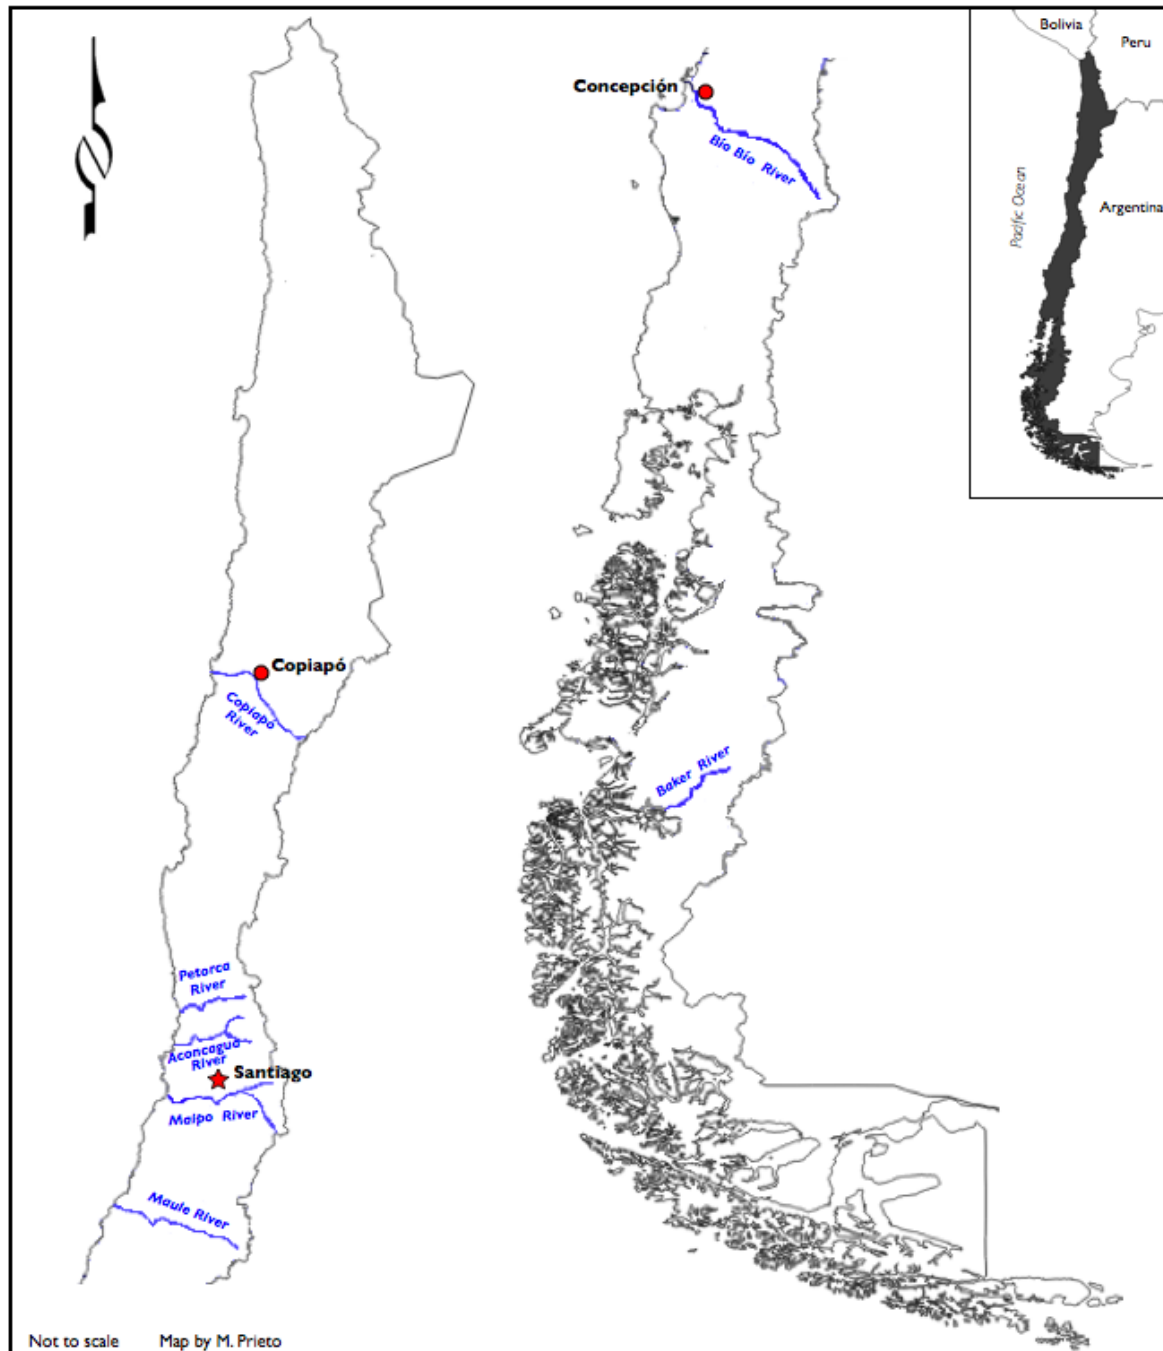 Concepción
Bío Bío River
Bolivia
Peru
Pacific Ocean
Argentina
Copiapó
Copiapó
River
Baker River
Petorca
River
Aconcagua
River
Santiago
Maipo River
Maule River
Not to scale
Map by M. Prieto